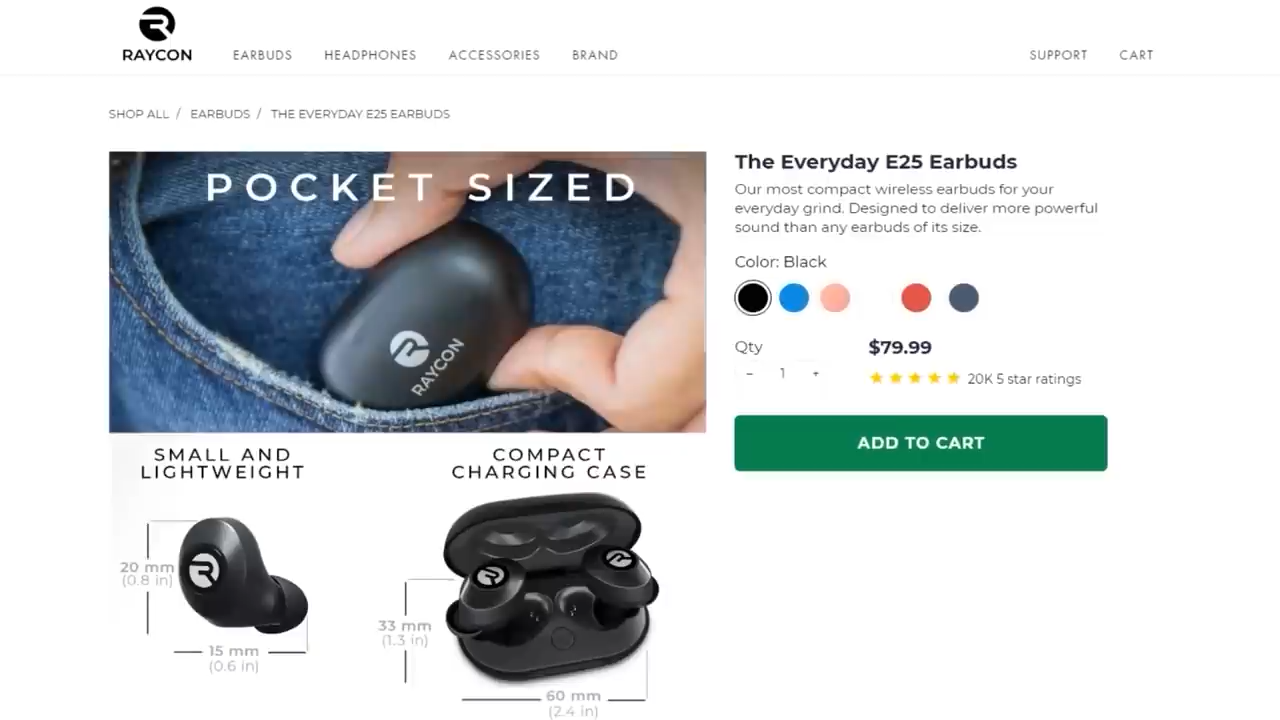 RAYCON
EARBUDS
HEADPHONES
ACCESSORIES
BRAND
SUPPORT
CART
SHOP ALL / EARBUDS / THE EVERYDAY E25 EARBUDS
POCKET SIZED
RAYCON
SMALL AND
LIGHTWEIGHT
20 mm
(0.8 in)
15 mm
(0.6 in)
COMPACT
CHARGING CASE
33 mm
(1.3 in)
60 mm
(2.4 in)
The Everyday E25 Earbuds
Our most compact wireless earbuds for your
everyday grind. Designed to deliver more powerful
sound than any earbuds of its size.
Color: Black
Qty
- 1 +
$79.99
20K 5 star ratings
ADD TO CART